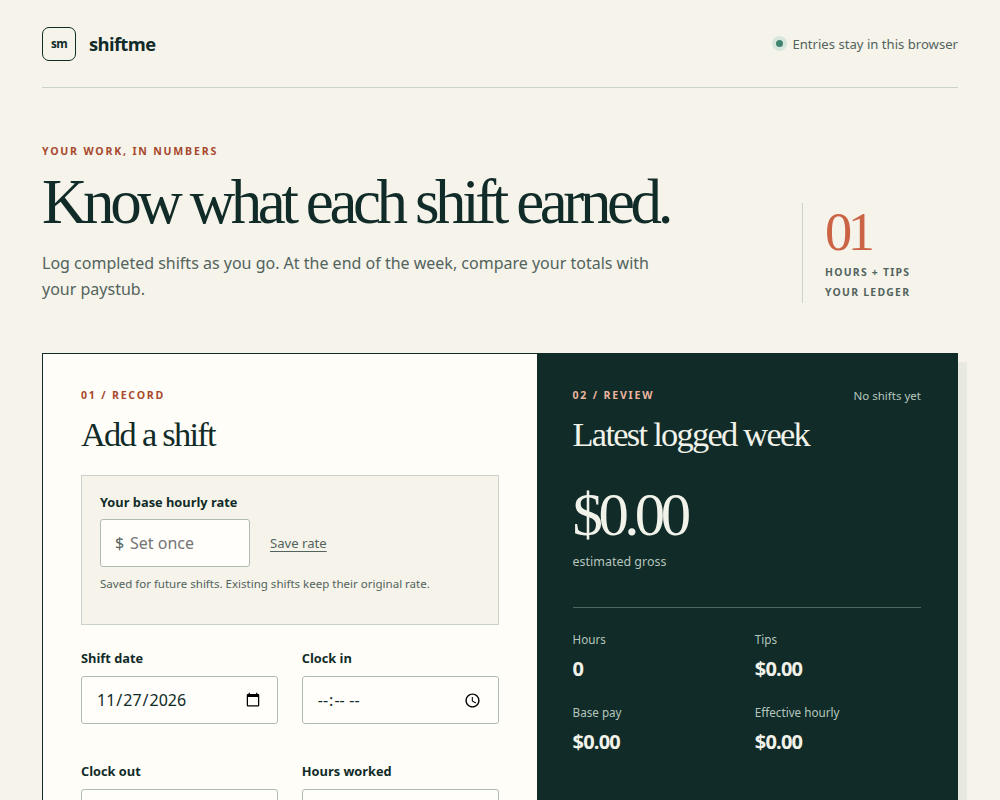 sm
shiftme
Entries stay in this browser
YOUR WORK, IN NUMBERS
Know what each shift earned.
Log completed shifts as you go. At the end of the week, compare your totals with
your paystub.
01
HOURS + TIPS
YOUR LEDGER
01 / RECORD
Add a shift
Your base hourly rate
$ Set once
Save rate
Saved for future shifts. Existing shifts keep their original rate.
Shift date
Clock in
11/27/2026
--:-- --
Clock out
Hours worked
02 / REVIEW
No shifts yet
Latest logged week
$0.00
estimated gross
Hours
Tips
0
$0.00
Base pay
Effective hourly
$0.00
$0.00